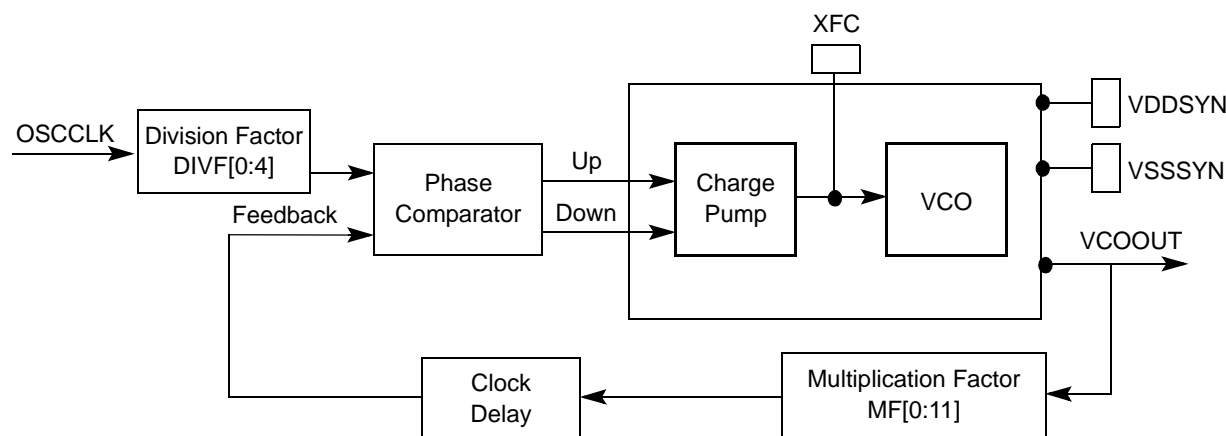 XFC
VDDSYN
OSCCLK
Division Factor
DIVF[0:4]
Up
Phase
Comparator
Charge
Pump
VCO
VSSSYN
Feedback
Down
VCOOUT
Clock
Delay
Multiplication Factor
MF[0:11]